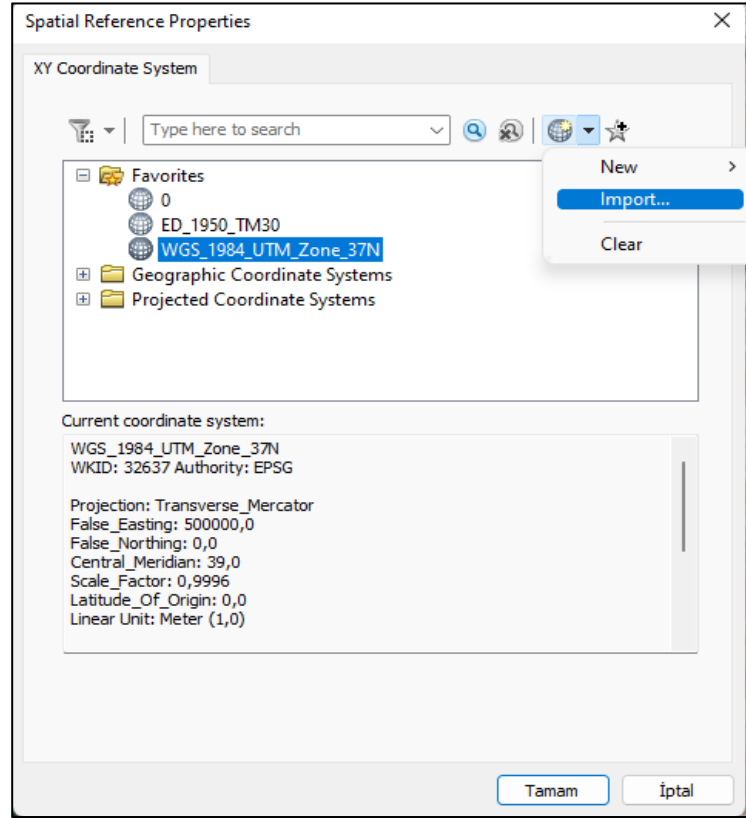 Spatial Reference Properties
XY Coordinate System
Type here to search
New
Import...
Clear
Favorites
0
ED_1950_TM30
WGS_1984_UTM_Zone_37N
Geographic Coordinate Systems
Projected Coordinate Systems
Current coordinate system:
WGS_1984_UTM_Zone_37N
WKID: 32637 Authority: EPSG
Projection: Transverse_Mercator
False_Easting: 500000,0
False_Northing: 0,0
Central_Meridian: 39,0
Scale_Factor: 0,9996
Latitude_Of_Origin: 0,0
Linear Unit: Meter (1,0)
Tamam
İptal